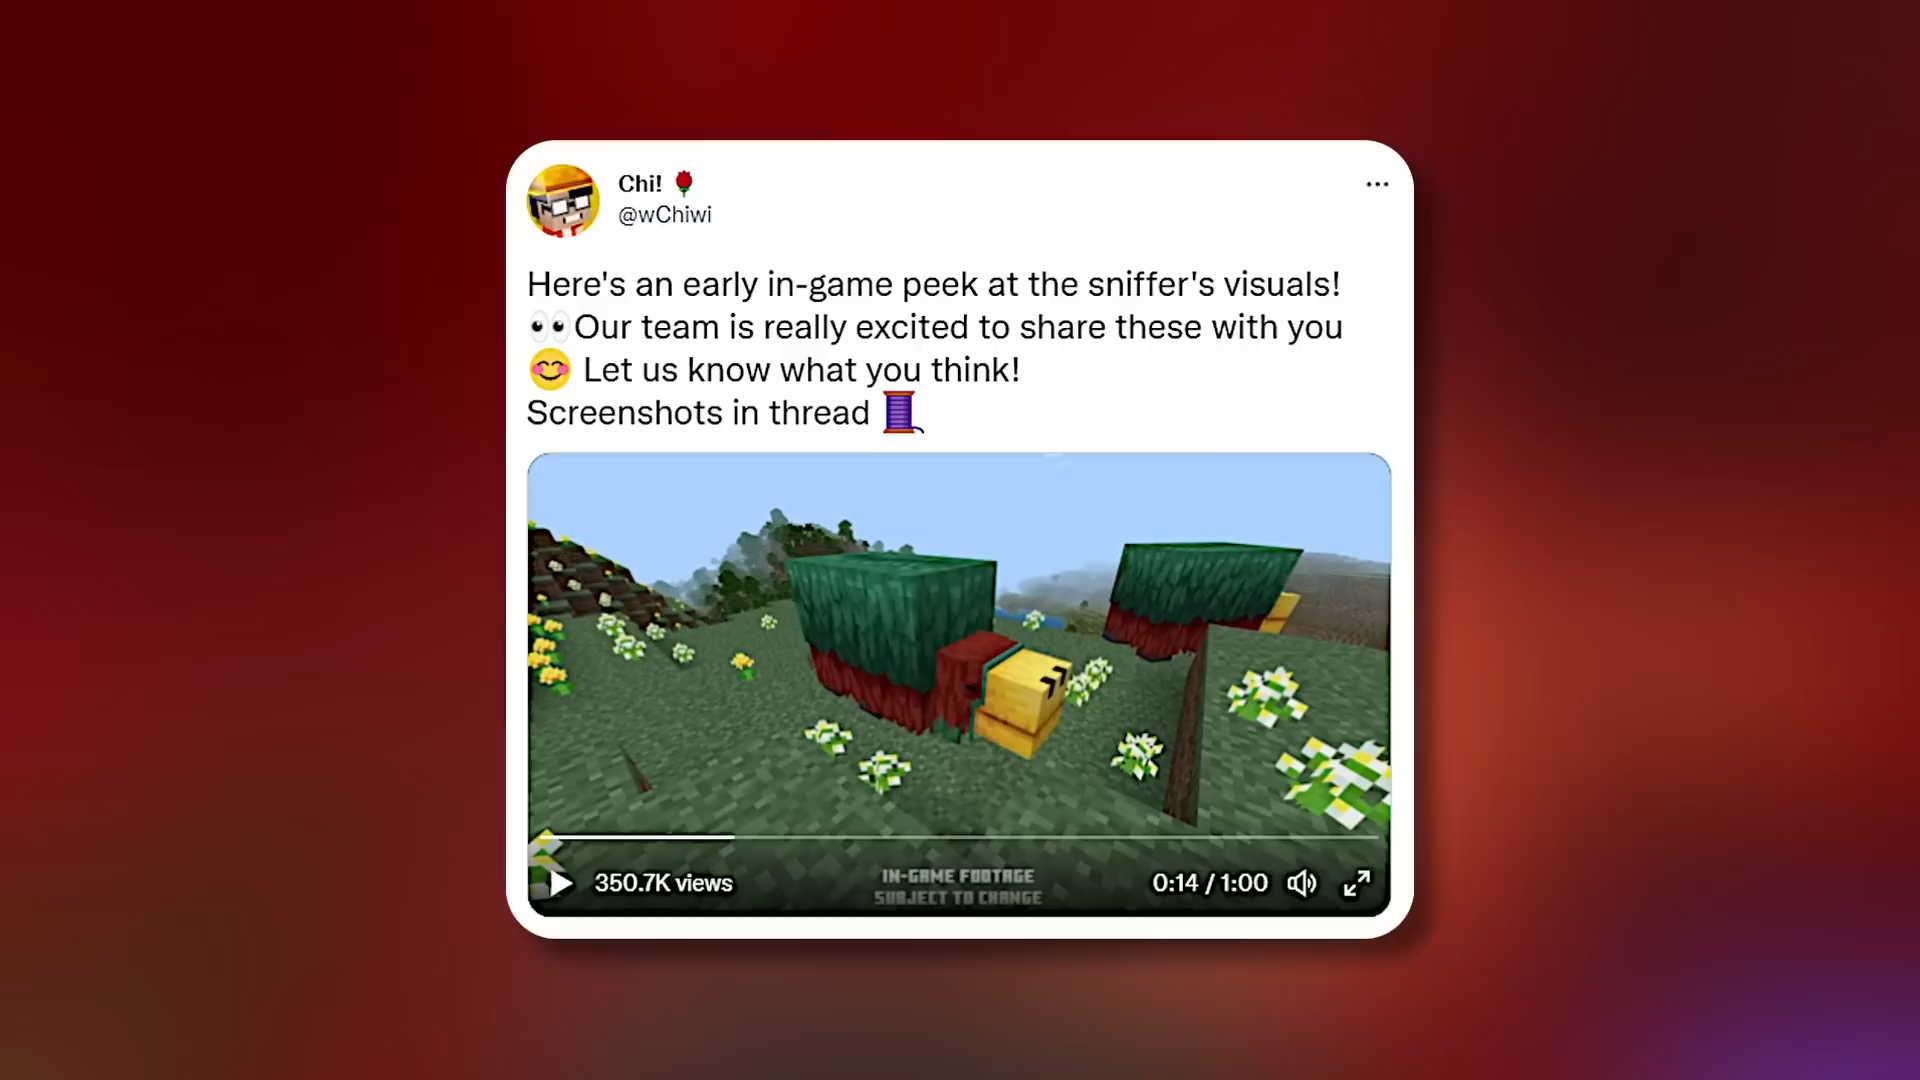 Chi! 🌹
@wChiwi
Here's an early in-game peek at the sniffer's visuals!
👀Our team is really excited to share these with you
😊 Let us know what you think!
Screenshots in thread 🧵
350.7K views
IN-GAME FOOTAGE
SUBJECT TO CHANGE
0:14 / 1:00